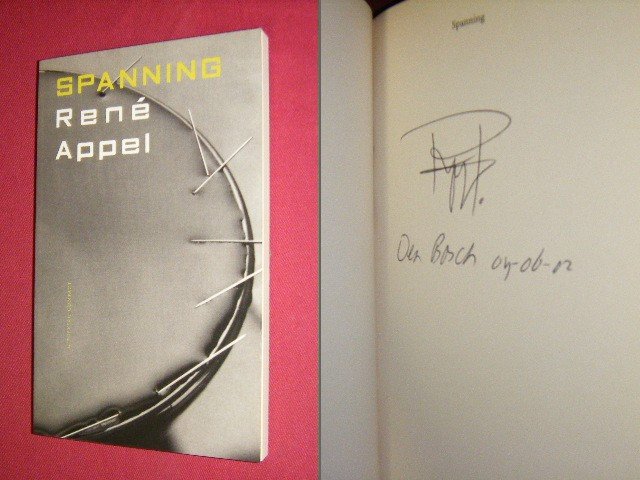 SPANNING
René
Appel
Spanning
Den Bosch 04-06-02